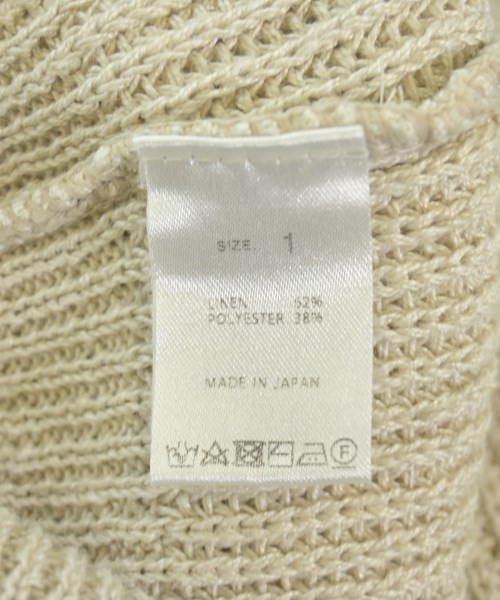 SIZE. 1
LINEN 62%
POLYESTER 38%
MADE IN JAPAN
F